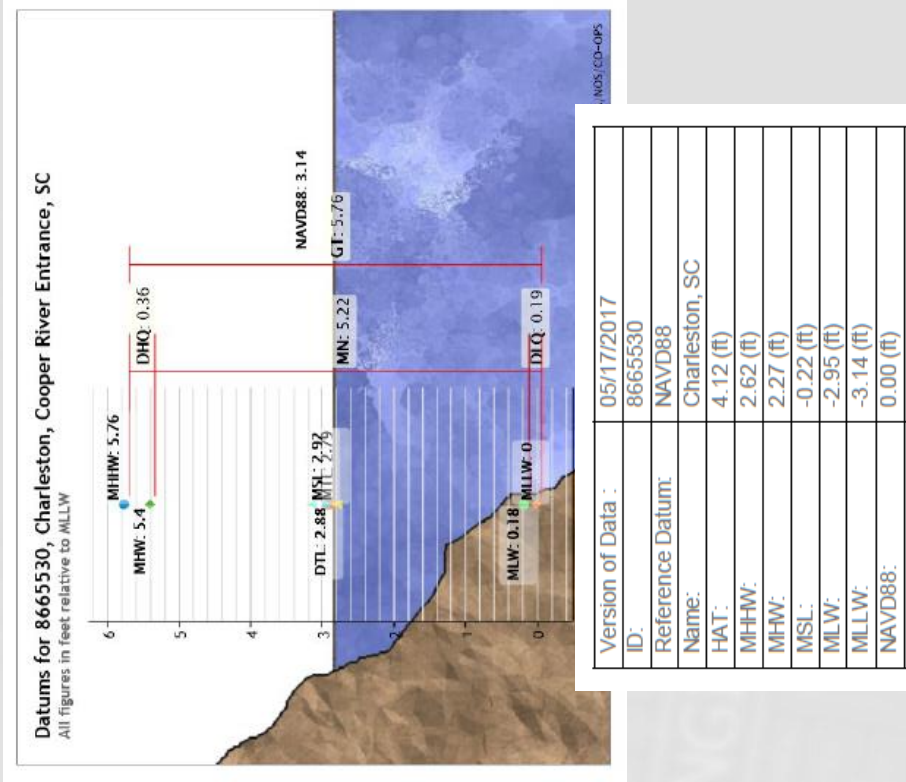 Datums for 8665530, Charleston, Cooper River Entrance, SC
All figures in feet relative to MLLW
6
5
4
3
2
1
0
MHHW: 5.76
MHW: 5.4
DHQ: 0.36
NAVD88: 3.14
GT: 5.76
MN: 5.22
MSL: 2.92
MTL: 2.79
DTL: 2.88
DLQ: 0.19
MLLW: 0
MLW: 0.18
/NOS/CO-OPS
Version of Data : 05/17/2017
ID: 8665530
Reference Datum: NAVD88
Name: Charleston, SC
HAT: 4.12 (ft)
MHHW: 2.62 (ft)
MHW: 2.27 (ft)
MSL: -0.22 (ft)
MLW: -2.95 (ft)
MLLW: -3.14 (ft)
NAVD88: 0.00 (ft)